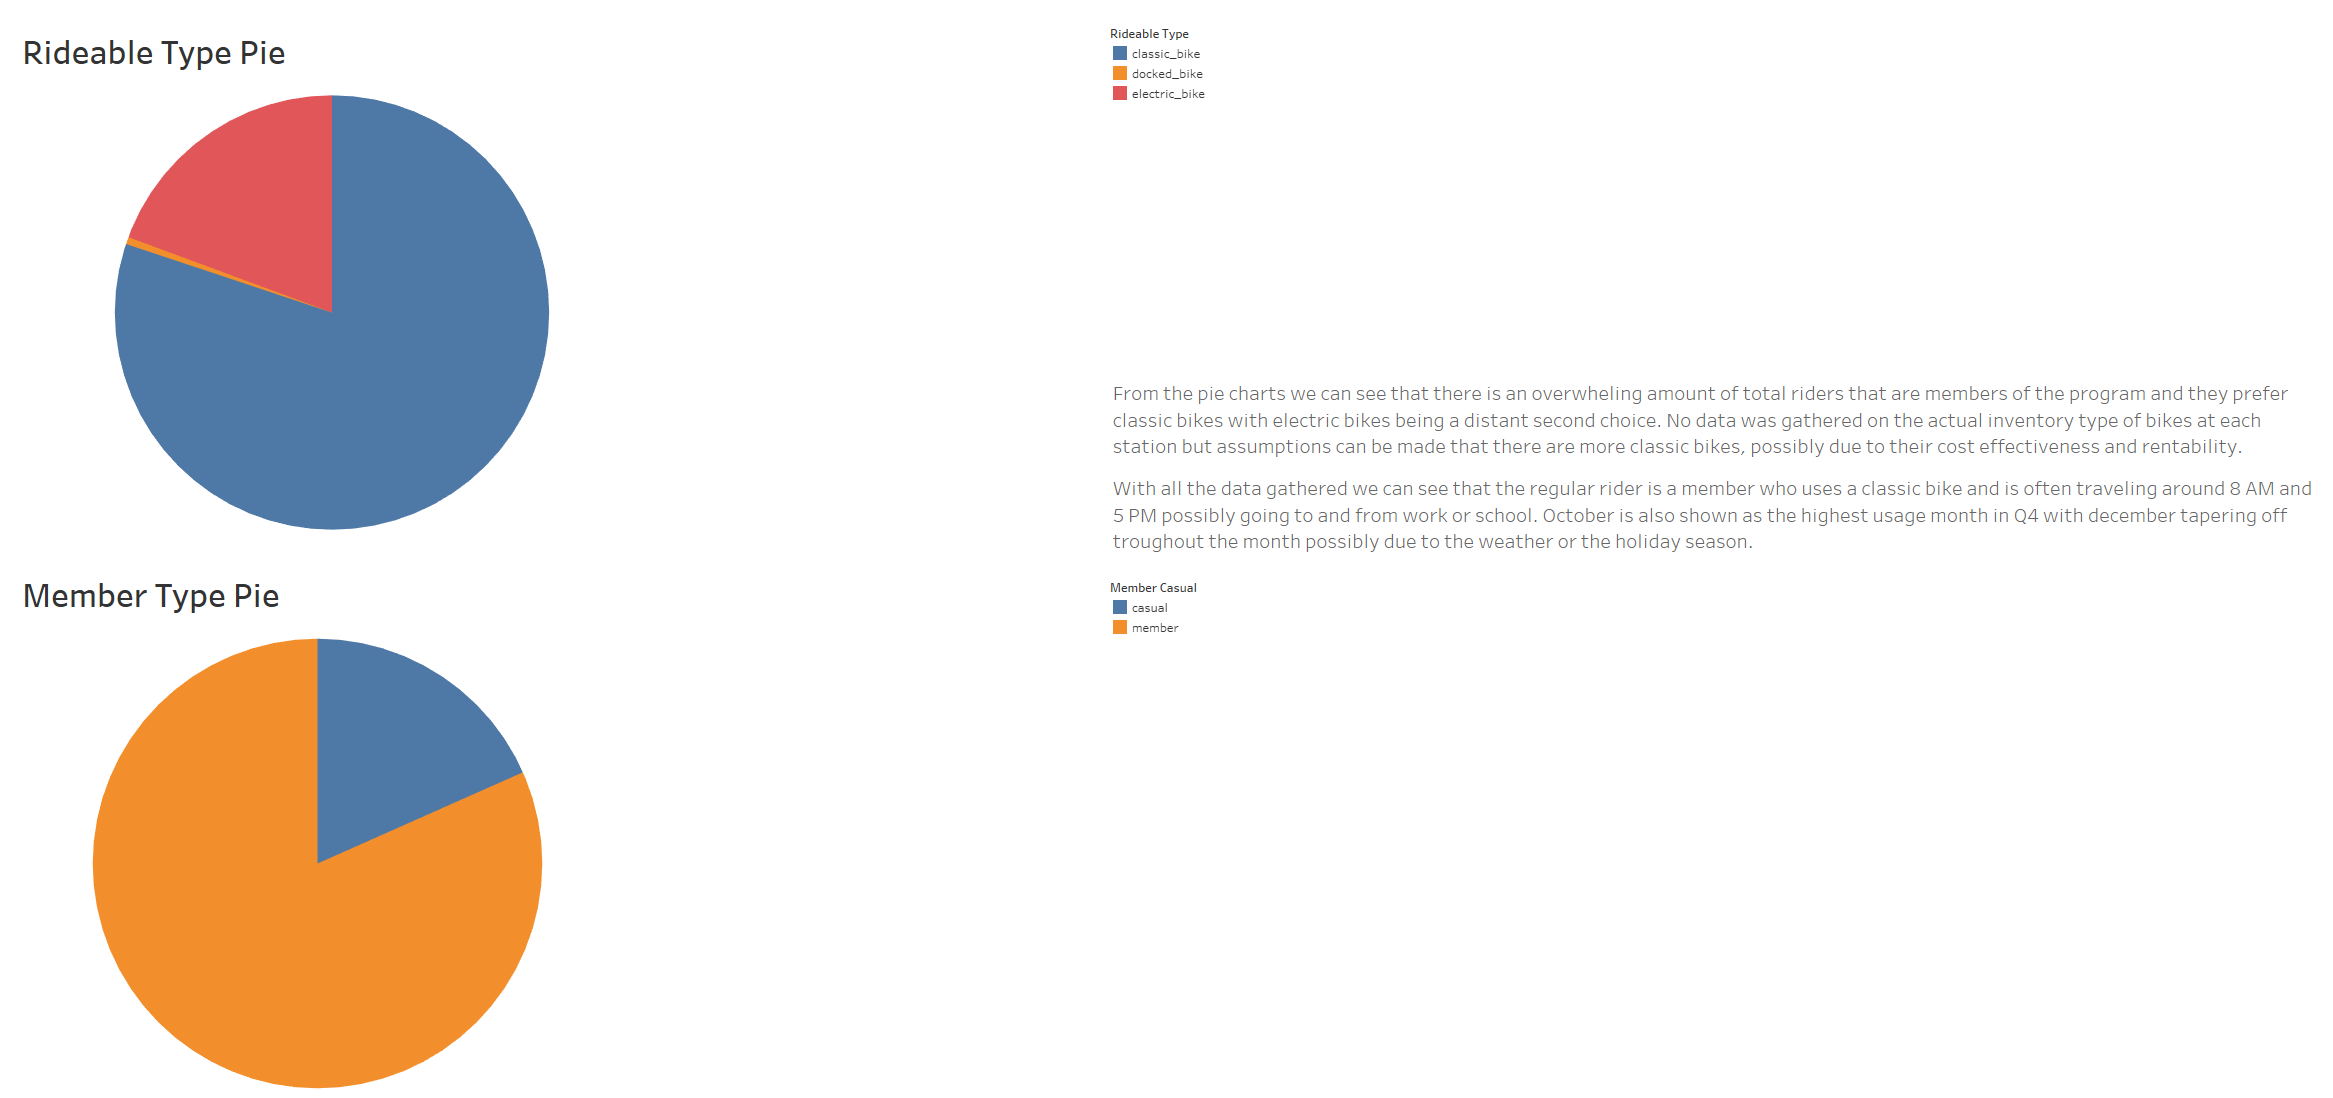 Rideable Type Pie
Rideable Type
classic_bike
docked_bike
electric_bike
From the pie charts we can see that there is an overwheling amount of total riders that are members of the program and they prefer
classic bikes with electric bikes being a distant second choice. No data was gathered on the actual inventory type of bikes at each
station but assumptions can be made that there are more classic bikes, possibly due to their cost effectiveness and rentability.
With all the data gathered we can see that the regular rider is a member who uses a classic bike and is often traveling around 8 AM and
5 PM possibly going to and from work or school. October is also shown as the highest usage month in Q4 with december tapering off
troughout the month possibly due to the weather or the holiday season.
Member Type Pie
Member Casual
casual
member